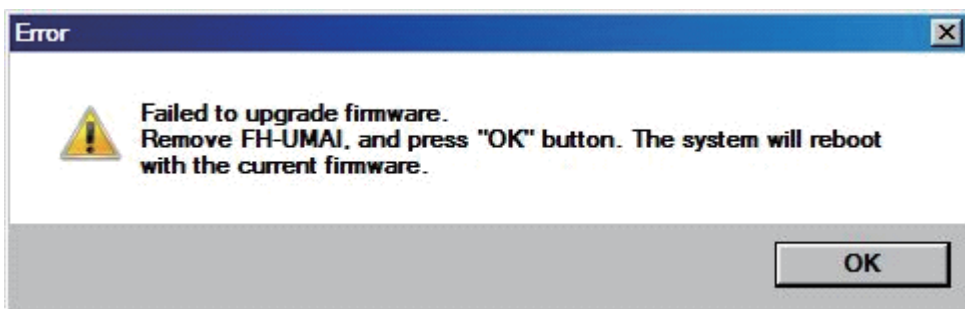 Error
Failed to upgrade firmware.
Remove FH-UMAI, and press "OK" button. The system will reboot
with the current firmware.
OK